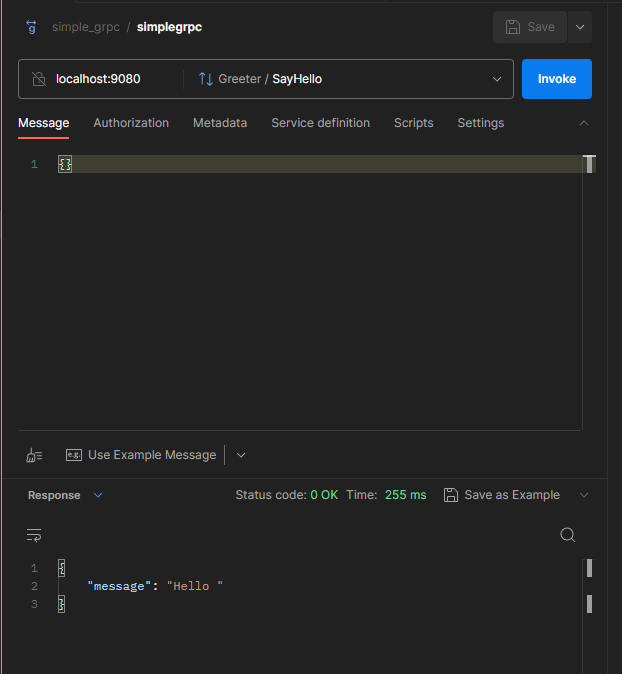 simple_grpc / simplegrpc
Save
localhost:9080
Greeter / SayHello
Invoke
Message Authorization Metadata Service definition Scripts Settings
1 {}
e.g. Use Example Message
Response Status code: 0 OK Time: 255 ms Save as Example
1 {
2 "message": "Hello "
3 }